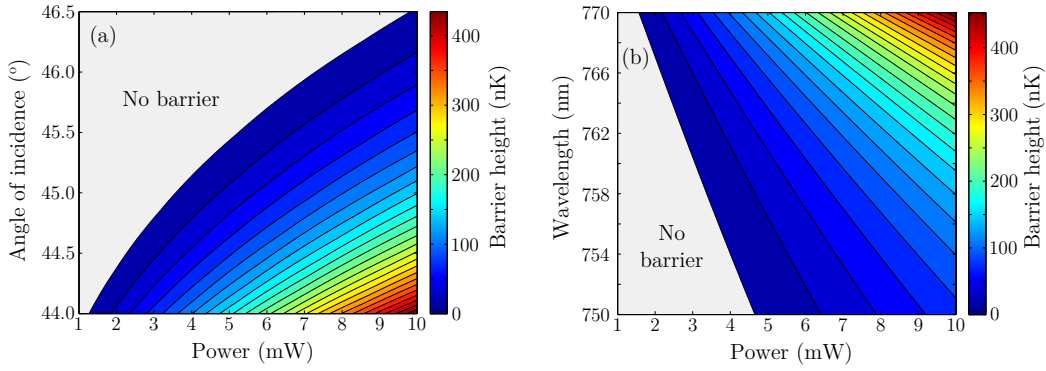 46.5
46.0
45.5
45.0
44.5
44.0
Angle of incidence (°)
(a)
No barrier
1 2 3 4 5 6 7 8 9 10
Power (mW)
400
300
200
100
0
Barrier height (nK)
770
766
762
758
754
750
Wavelength (nm)
(b)
No
barrier
1 2 3 4 5 6 7 8 9 10
Power (mW)
400
300
200
100
0
Barrier height (nK)